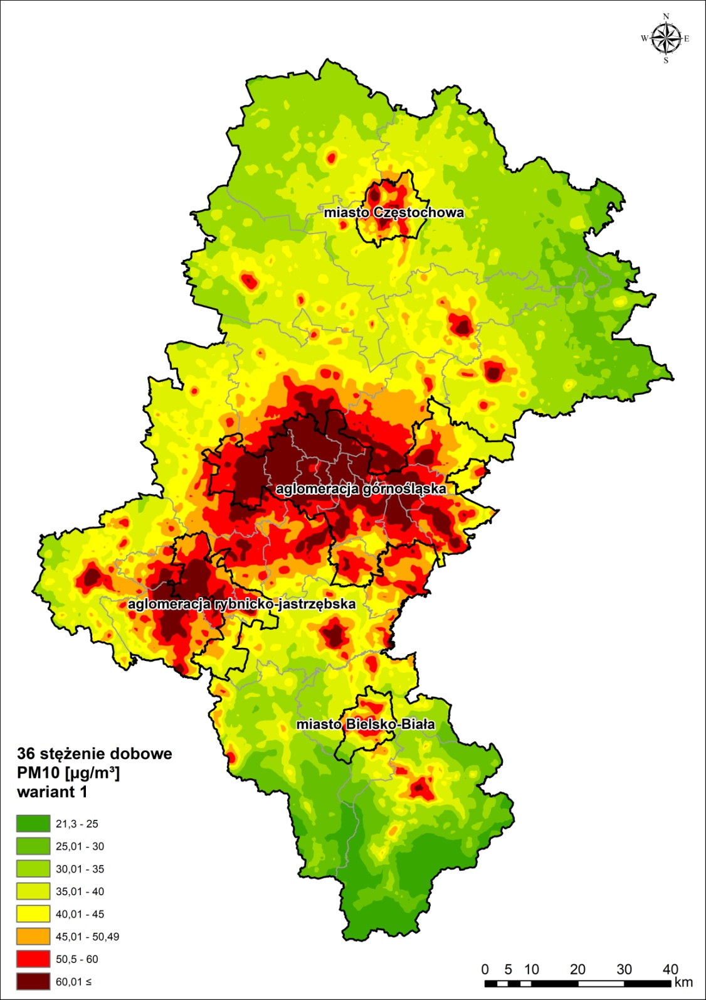 N
W E
S
miasto Częstochowa
aglomeracja górnośląska
aglomeracja rybnicko-jastrzębska
miasto Bielsko-Biała
36 stężenie dobowe
PM10 [µg/m³]
wariant 1
21,3 - 25
25,01 - 30
30,01 - 35
35,01 - 40
40,01 - 45
45,01 - 50,49
50,5 - 60
60,01 ≤
0 5 10 20 30 40
km